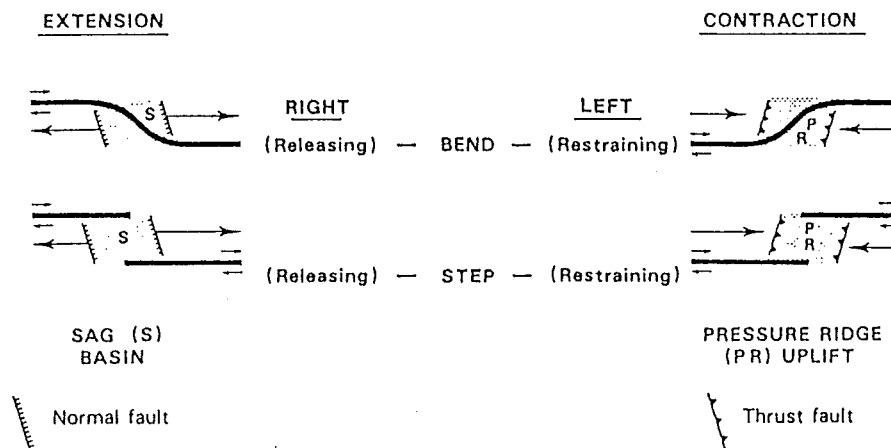 EXTENSION
CONTRACTION
S
RIGHT
LEFT
P
R
(Releasing) — BEND — (Restraining)
S
P
R
(Releasing) — STEP — (Restraining)
SAG (S)
BASIN
PRESSURE RIDGE
(PR) UPLIFT
Normal fault
Thrust fault